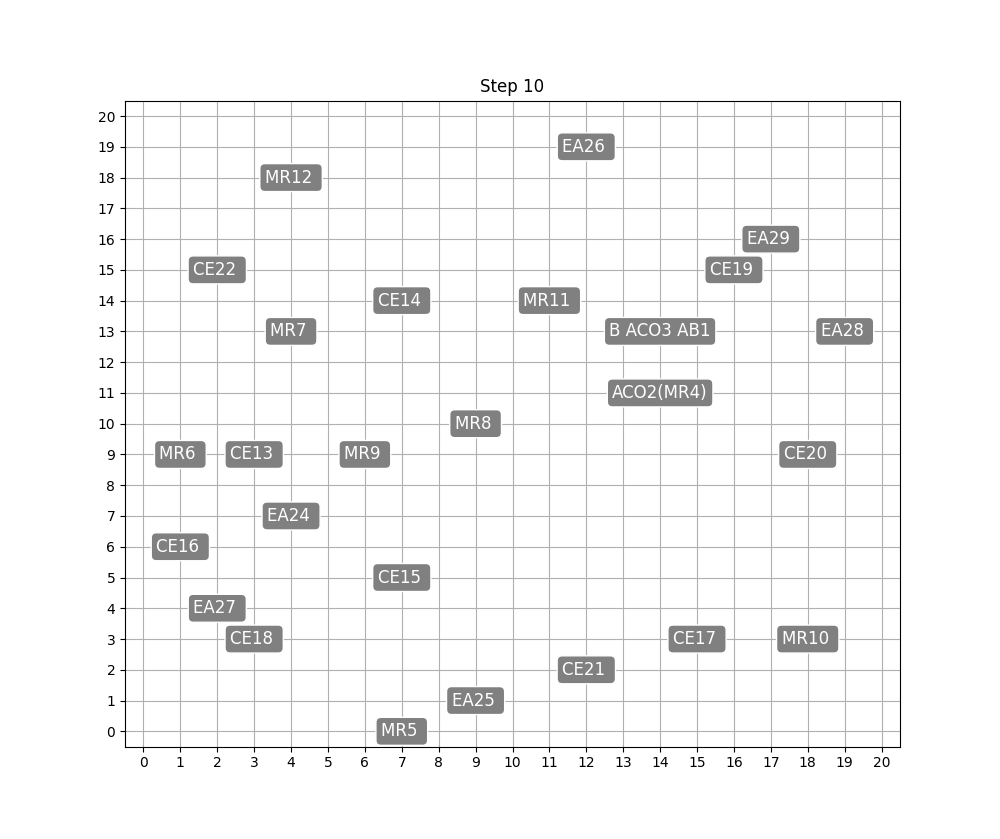 Step 10
20
19 EA26
18 MR12
17
16 EA29
15 CE22 CE19
14 CE14 MR11
13 MR7 B ACO3 AB1 EA28
12
11 ACO2(MR4)
10 MR8
9 MR6 CE13 MR9 CE20
8
7 EA24
6 CE16
5 CE15
4 EA27
3 CE18 CE17 MR10
2 CE21
1 EA25
0 MR5
0 1 2 3 4 5 6 7 8 9 10 11 12 13 14 15 16 17 18 19 20